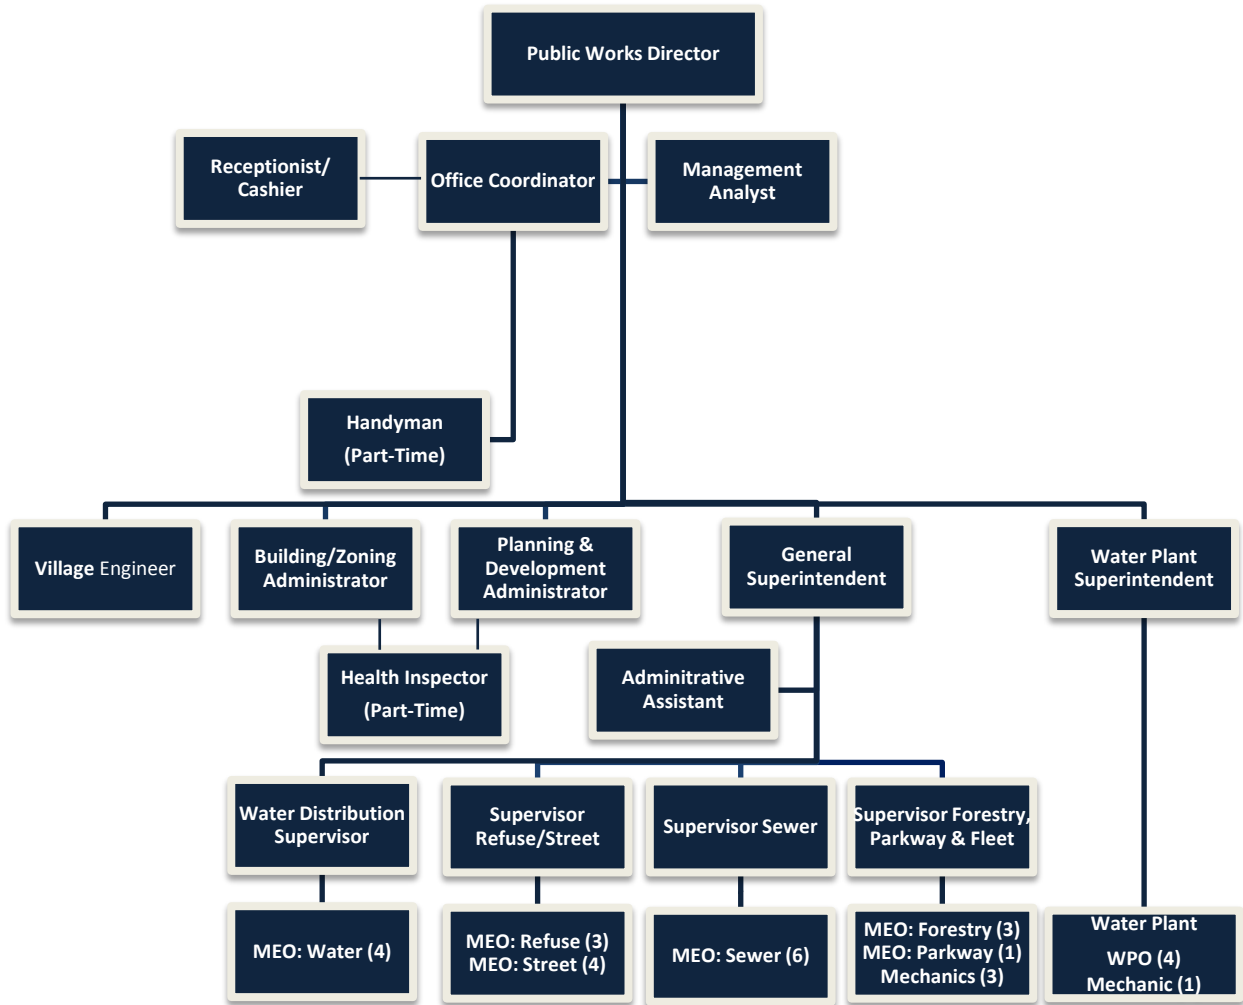 Public Works Director
Receptionist/
Cashier
Office Coordinator
Management
Analyst
Handyman
(Part-Time)
Village Engineer
Building/Zoning
Administrator
Planning &
Development
Administrator
General
Superintendent
Water Plant
Superintendent
Health Inspector
(Part-Time)
Adminitrative
Assistant
Water Distribution
Supervisor
Supervisor
Refuse/Street
Supervisor Sewer
Supervisor Forestry,
Parkway & Fleet
MEO: Water (4)
MEO: Refuse (3)
MEO: Street (4)
MEO: Sewer (6)
MEO: Forestry (3)
MEO: Parkway (1)
Mechanics (3)
Water Plant
WPO (4)
Mechanic (1)